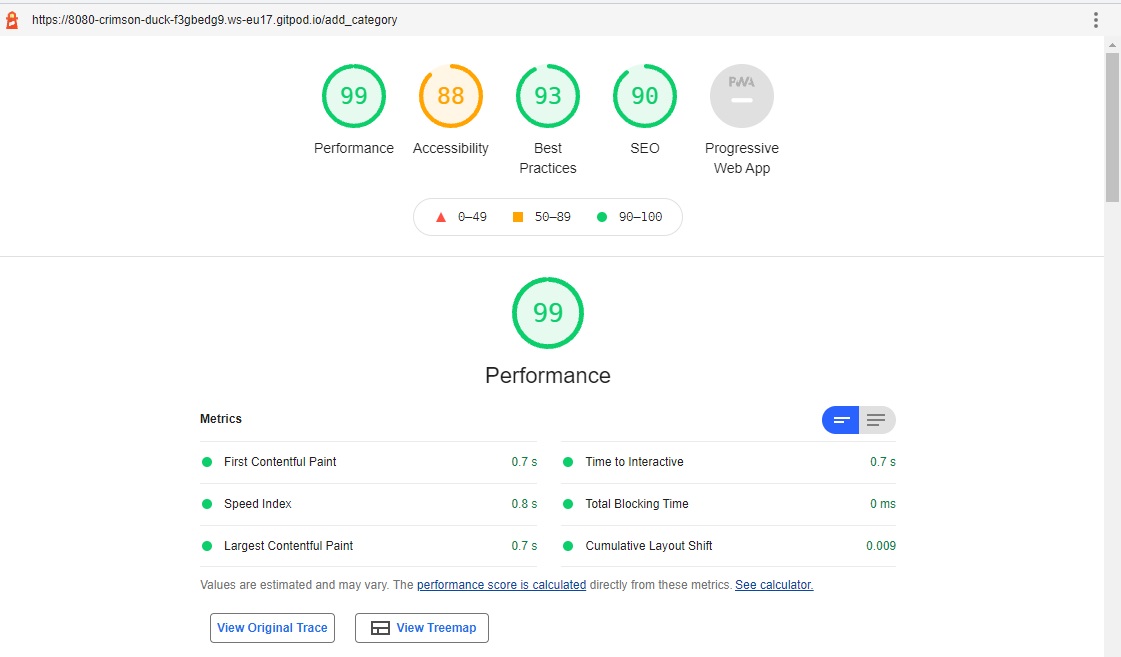 https://8080-crimson-duck-f3gbedg9.ws-eu17.gitpod.io/add_category
99
88
93
90
PWA
Performance
Accessibility
Best
Practices
SEO
Progressive
Web App
0–49
50–89
90–100
99
Performance
Metrics
First Contentful Paint 0.7 s
Time to Interactive 0.7 s
Speed Index 0.8 s
Total Blocking Time 0 ms
Largest Contentful Paint 0.7 s
Cumulative Layout Shift 0.009
Values are estimated and may vary. The performance score is calculated directly from these metrics. See calculator.
View Original Trace
View Treemap